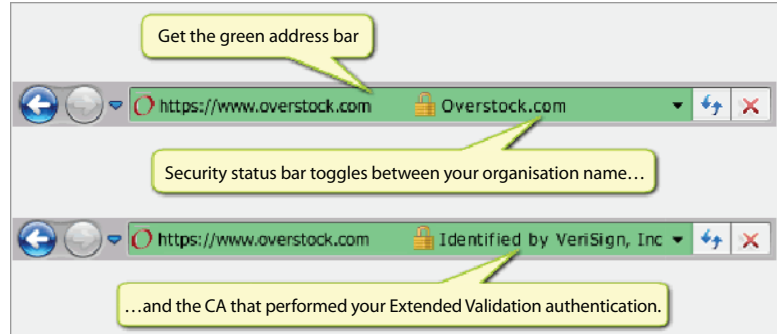 Get the green address bar
https://www.overstock.com Overstock.com
Security status bar toggles between your organisation name…
https://www.overstock.com Identified by VeriSign, Inc
…and the CA that performed your Extended Validation authentication.